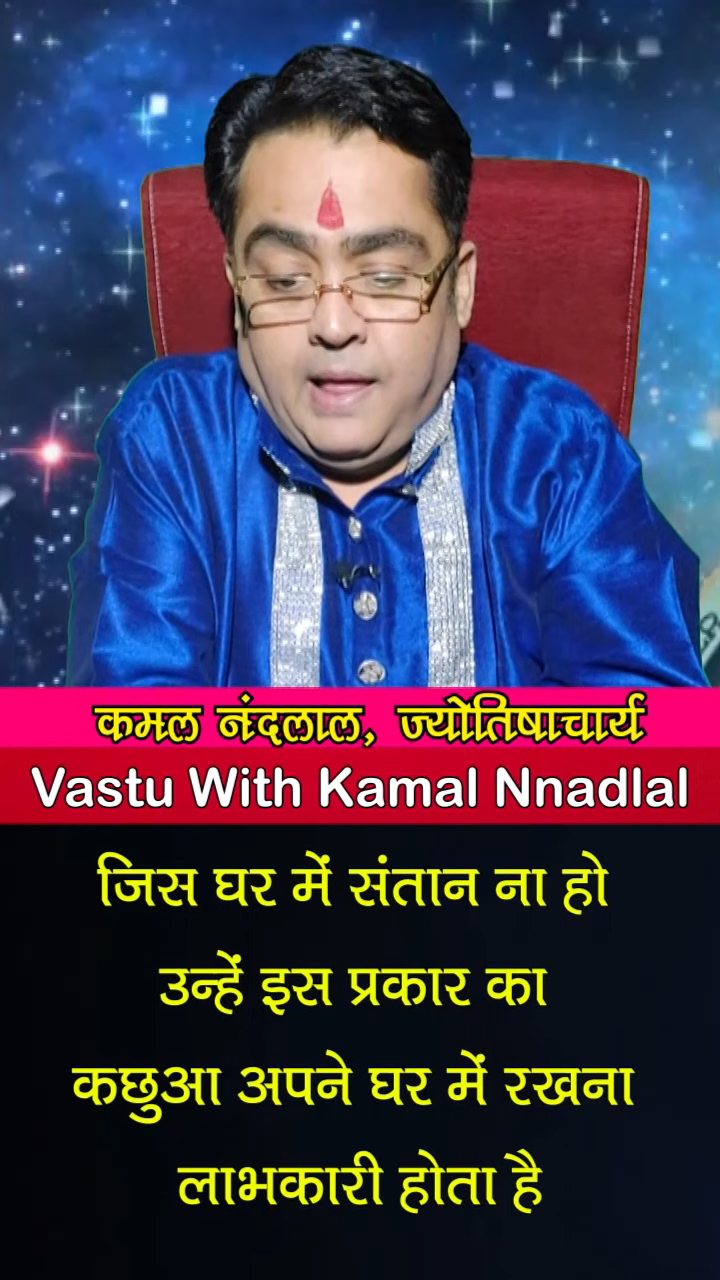 कमल नंदलाल, ज्योतिषाचार्य
Vastu With Kamal Nnadlal
जिस घर में संतान ना हो
उन्हें इस प्रकार का
कछुआ अपने घर में रखना
लाभकारी होता है